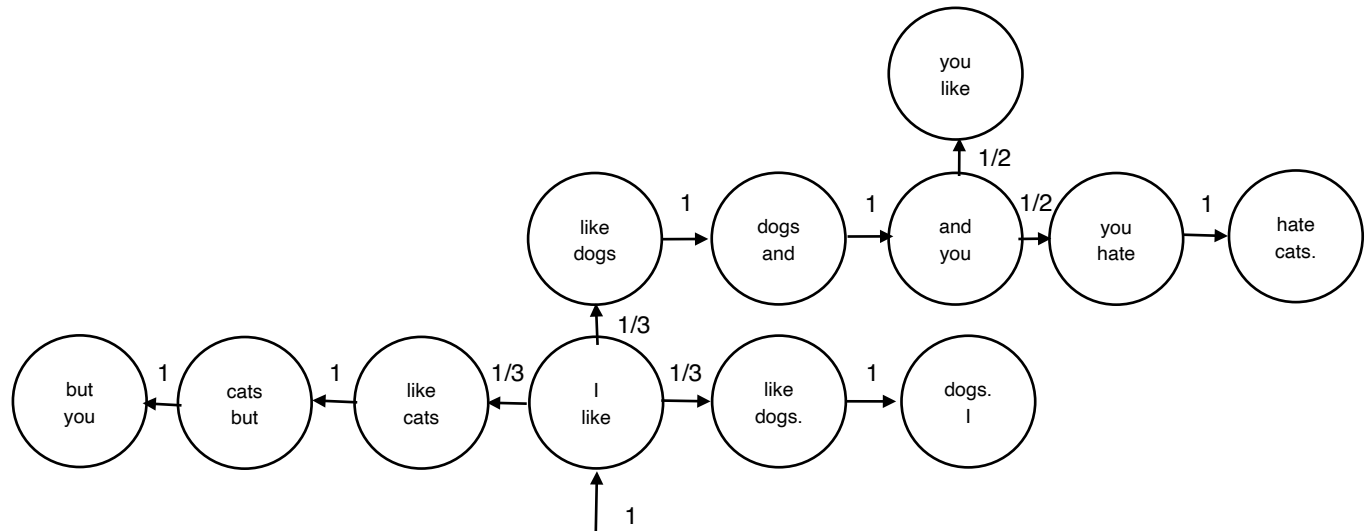 you
like
1/2
like
dogs
1
dogs
and
1
and
you
1/2
you
hate
1
hate
cats.
1/3
but
you
1
cats
but
1
like
cats
1/3
I
like
1/3
like
dogs.
1
dogs.
I
1